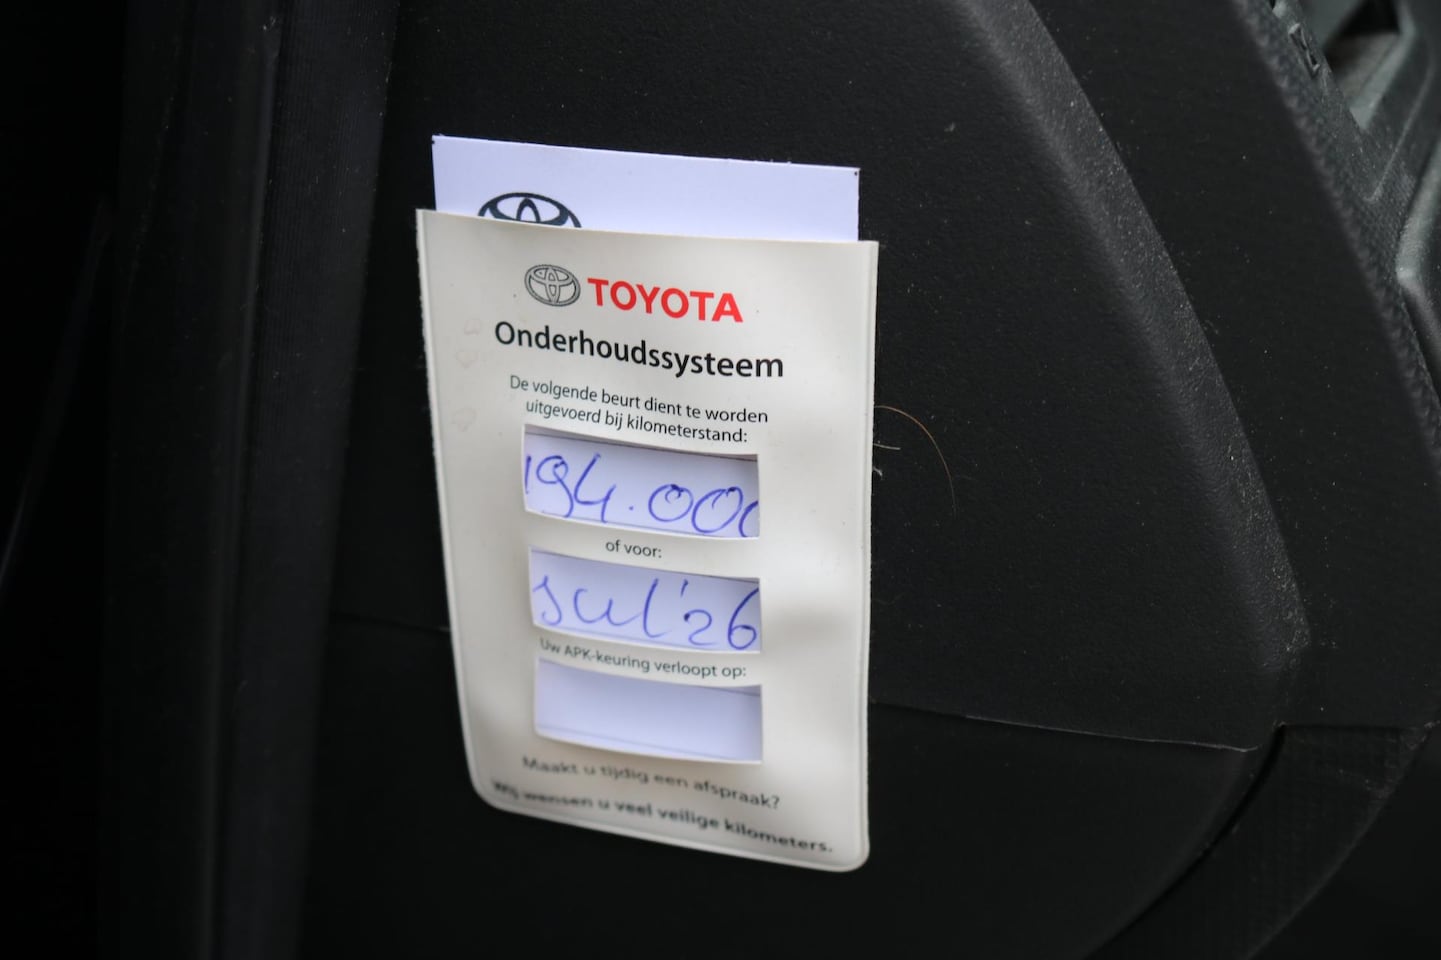 TOYOTA
Onderhoudssysteem
De volgende beurt dient te worden
uitgevoerd bij kilometerstand:
194.000
of voor:
jul '26
Uw APK-keuring verloopt op:
Maakt u tijdig een afspraak?
Wij wensen u veel veilige kilometers.